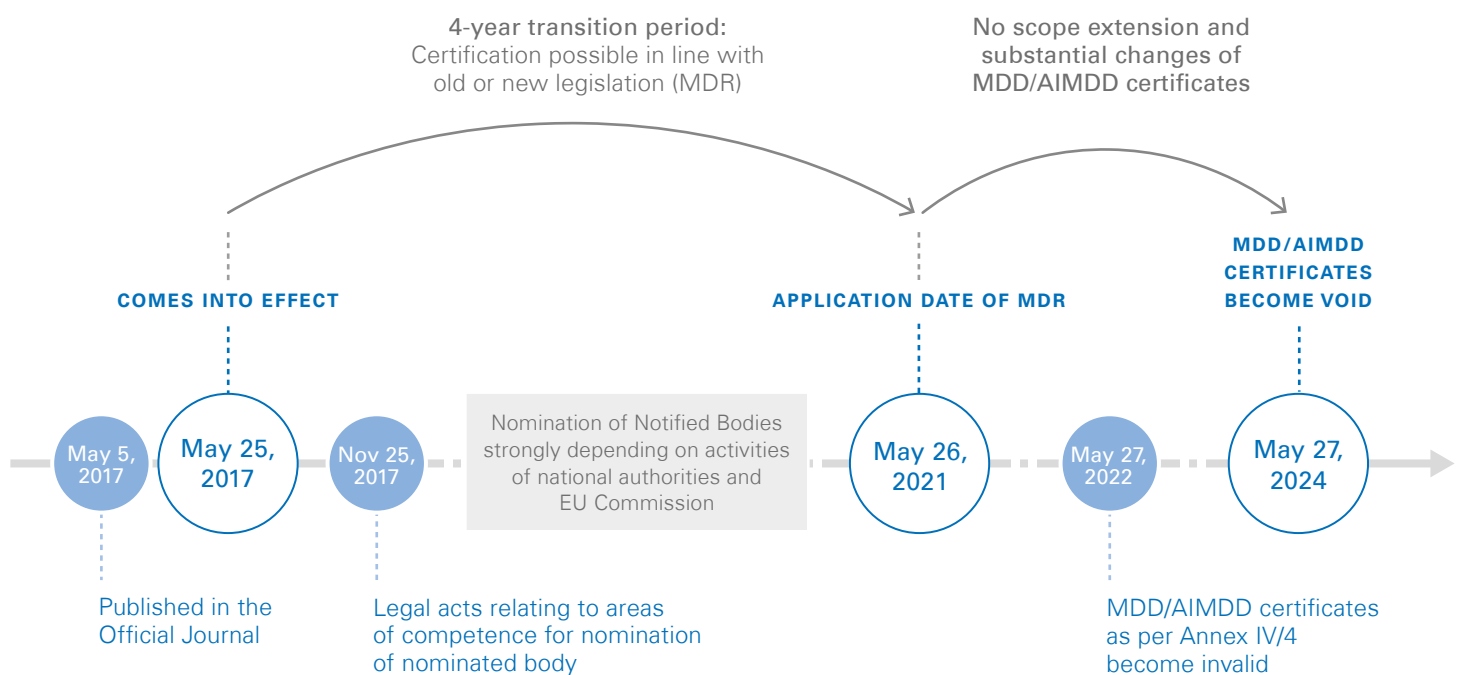 4-year transition period:
Certification possible in line with
old or new legislation (MDR)
No scope extension and
substantial changes of
MDD/AIMDD certificates
COMES INTO EFFECT
APPLICATION DATE OF MDR
MDD/AIMDD
CERTIFICATES
BECOME VOID
May 5,
2017
May 25,
2017
Nov 25,
2017
Nomination of Notified Bodies
strongly depending on activities
of national authorities and
EU Commission
May 26,
2021
May 27,
2022
May 27,
2024
Published in the
Official Journal
Legal acts relating to areas
of competence for nomination
of nominated body
MDD/AIMDD certificates
as per Annex IV/4
become invalid